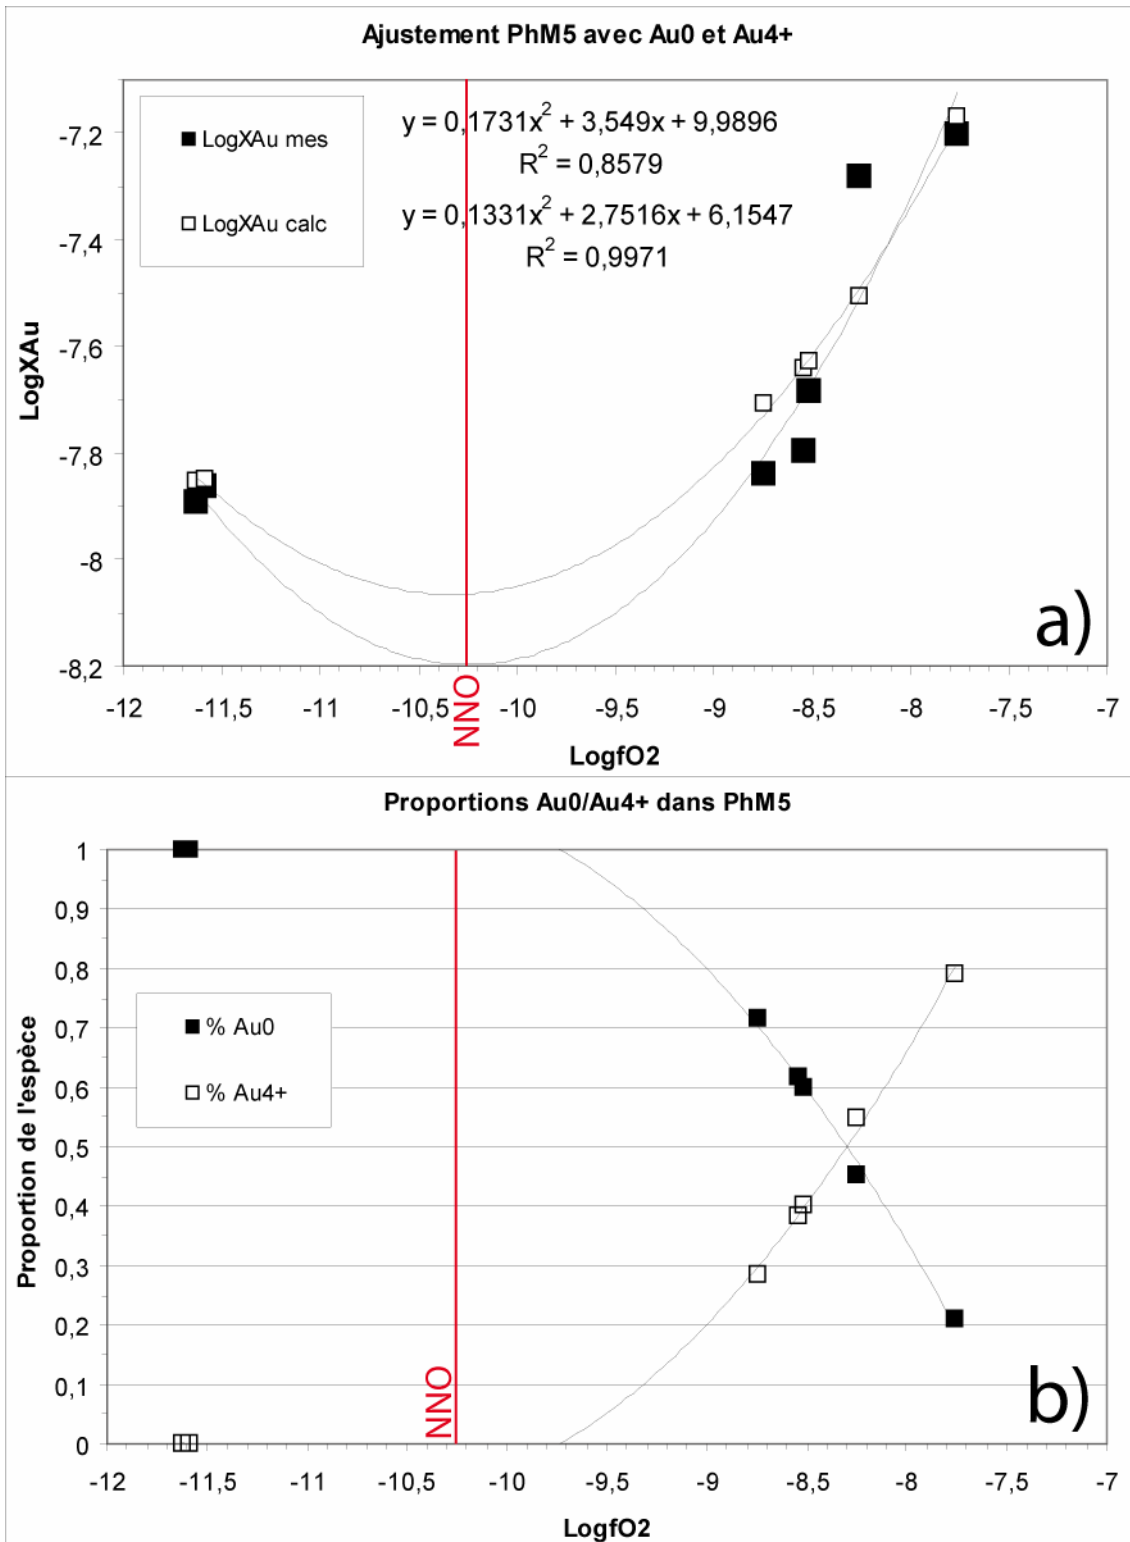 Ajustement PhM5 avec Au0 et Au4+
LogXAu mes
LogXAu calc
y = 0,1731x² + 3,549x + 9,9896
R² = 0,8579
y = 0,1331x² + 2,7516x + 6,1547
R² = 0,9971
-7,2
-7,4
-7,6
-7,8
-8
-8,2
LogXAu
a)
-12 -11,5 -11 -10,5 -10 -9,5 -9 -8,5 -8 -7,5 -7
NNO
LogfO2
Proportions Au0/Au4+ dans PhM5
1
0,9
0,8
0,7
0,6
0,5
0,4
0,3
0,2
0,1
0
Proportion de l'espèce
% Au0
% Au4+
NNO
b)
-12 -11,5 -11 -10,5 -10 -9,5 -9 -8,5 -8 -7,5 -7
LogfO2